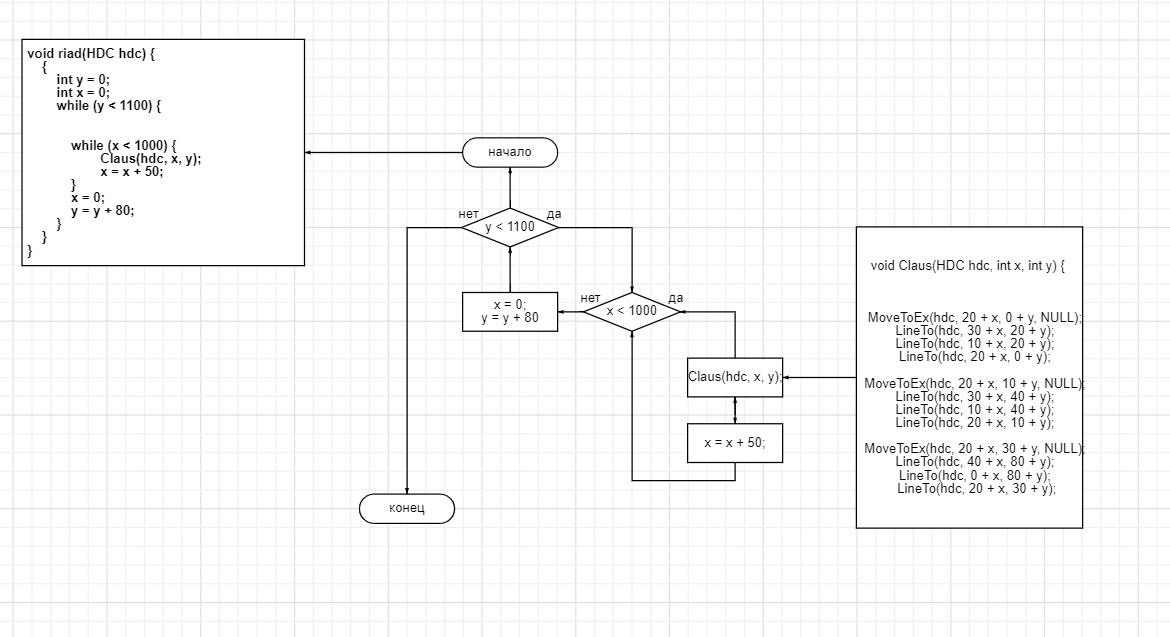 void riad(HDC hdc) {
{
int y = 0;
int x = 0;
while (y < 1100) {
while (x < 1000) {
Claus(hdc, x, y);
x = x + 50;
}
x = 0;
y = y + 80;
}
}
}
начало
нет
да
y < 1100
x = 0;
y = y + 80
нет
да
x < 1000
Claus(hdc, x, y);
x = x + 50;
конец
void Claus(HDC hdc, int x, int y) {
MoveToEx(hdc, 20 + x, 0 + y, NULL);
LineTo(hdc, 30 + x, 20 + y);
LineTo(hdc, 10 + x, 20 + y);
LineTo(hdc, 20 + x, 0 + y);
MoveToEx(hdc, 20 + x, 10 + y, NULL);
LineTo(hdc, 30 + x, 40 + y);
LineTo(hdc, 10 + x, 40 + y);
LineTo(hdc, 20 + x, 10 + y);
MoveToEx(hdc, 20 + x, 30 + y, NULL);
LineTo(hdc, 40 + x, 80 + y);
LineTo(hdc, 0 + x, 80 + y);
LineTo(hdc, 20 + x, 30 + y);